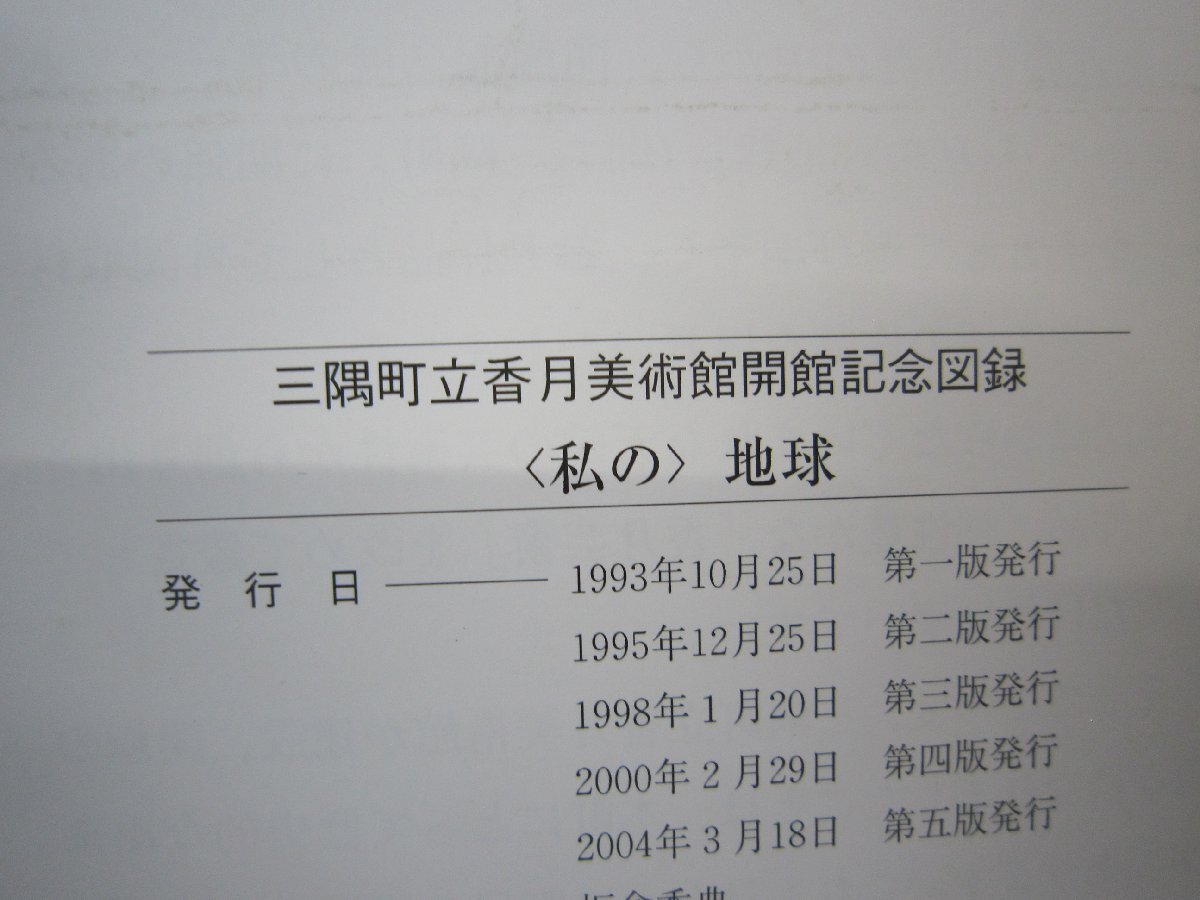 三隅町立香月美術館開館記念図録
〈私の〉地球
発行日 1993年10月25日 第一版発行
1995年12月25日 第二版発行
1998年1月20日 第三版発行
2000年2月29日 第四版発行
2004年3月18日 第五版発行